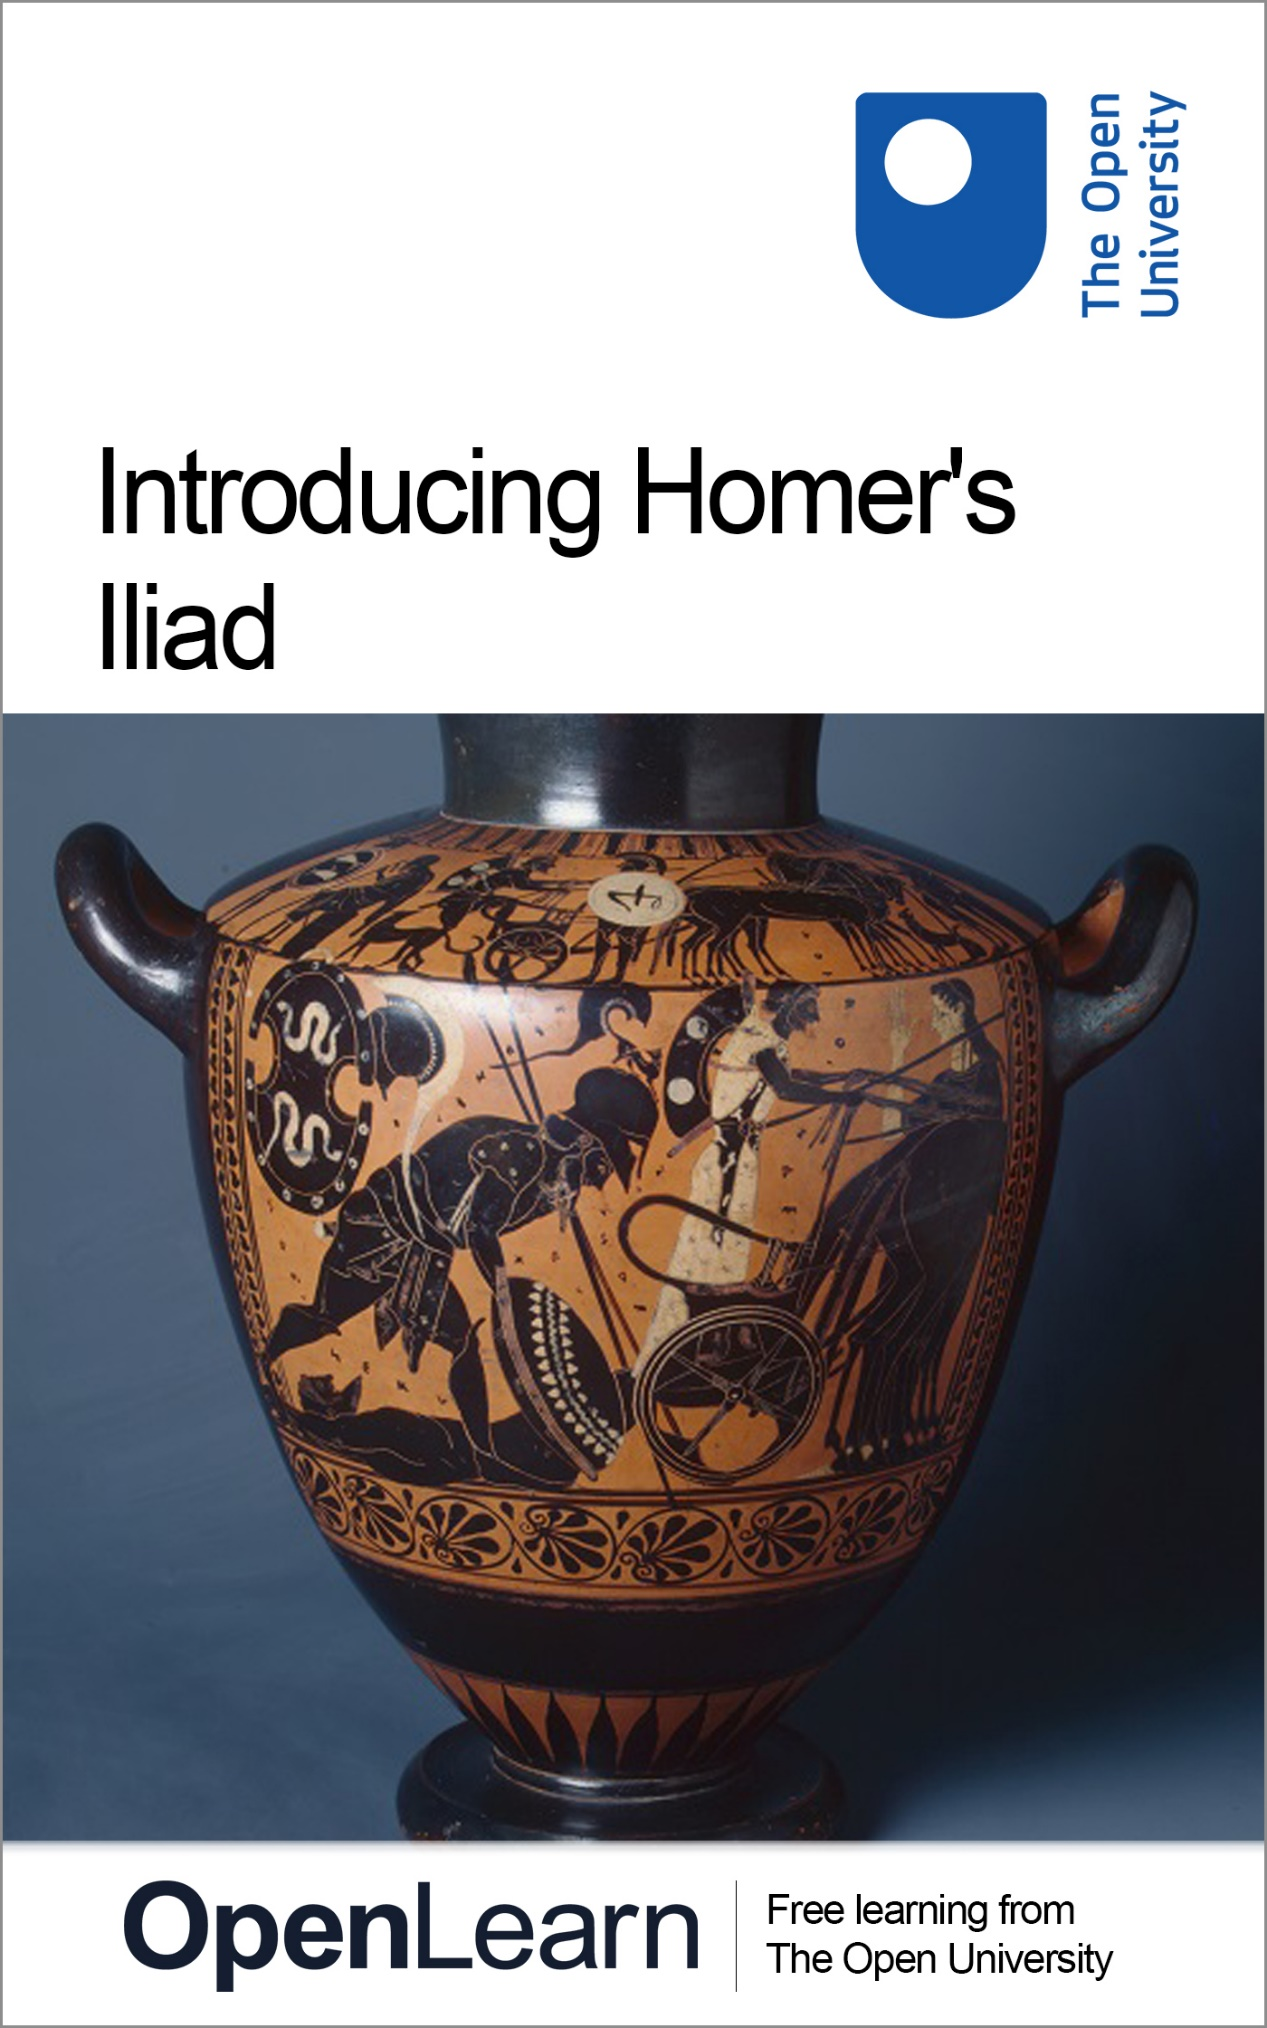 The Open
University
Introducing Homer's
Iliad
OpenLearn
Free learning from
The Open University